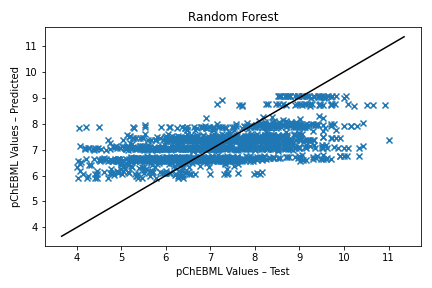 Random Forest
pChEBML Values – Predicted
11
10
9
8
7
6
5
4
4 5 6 7 8 9 10 11
pChEBML Values – Test